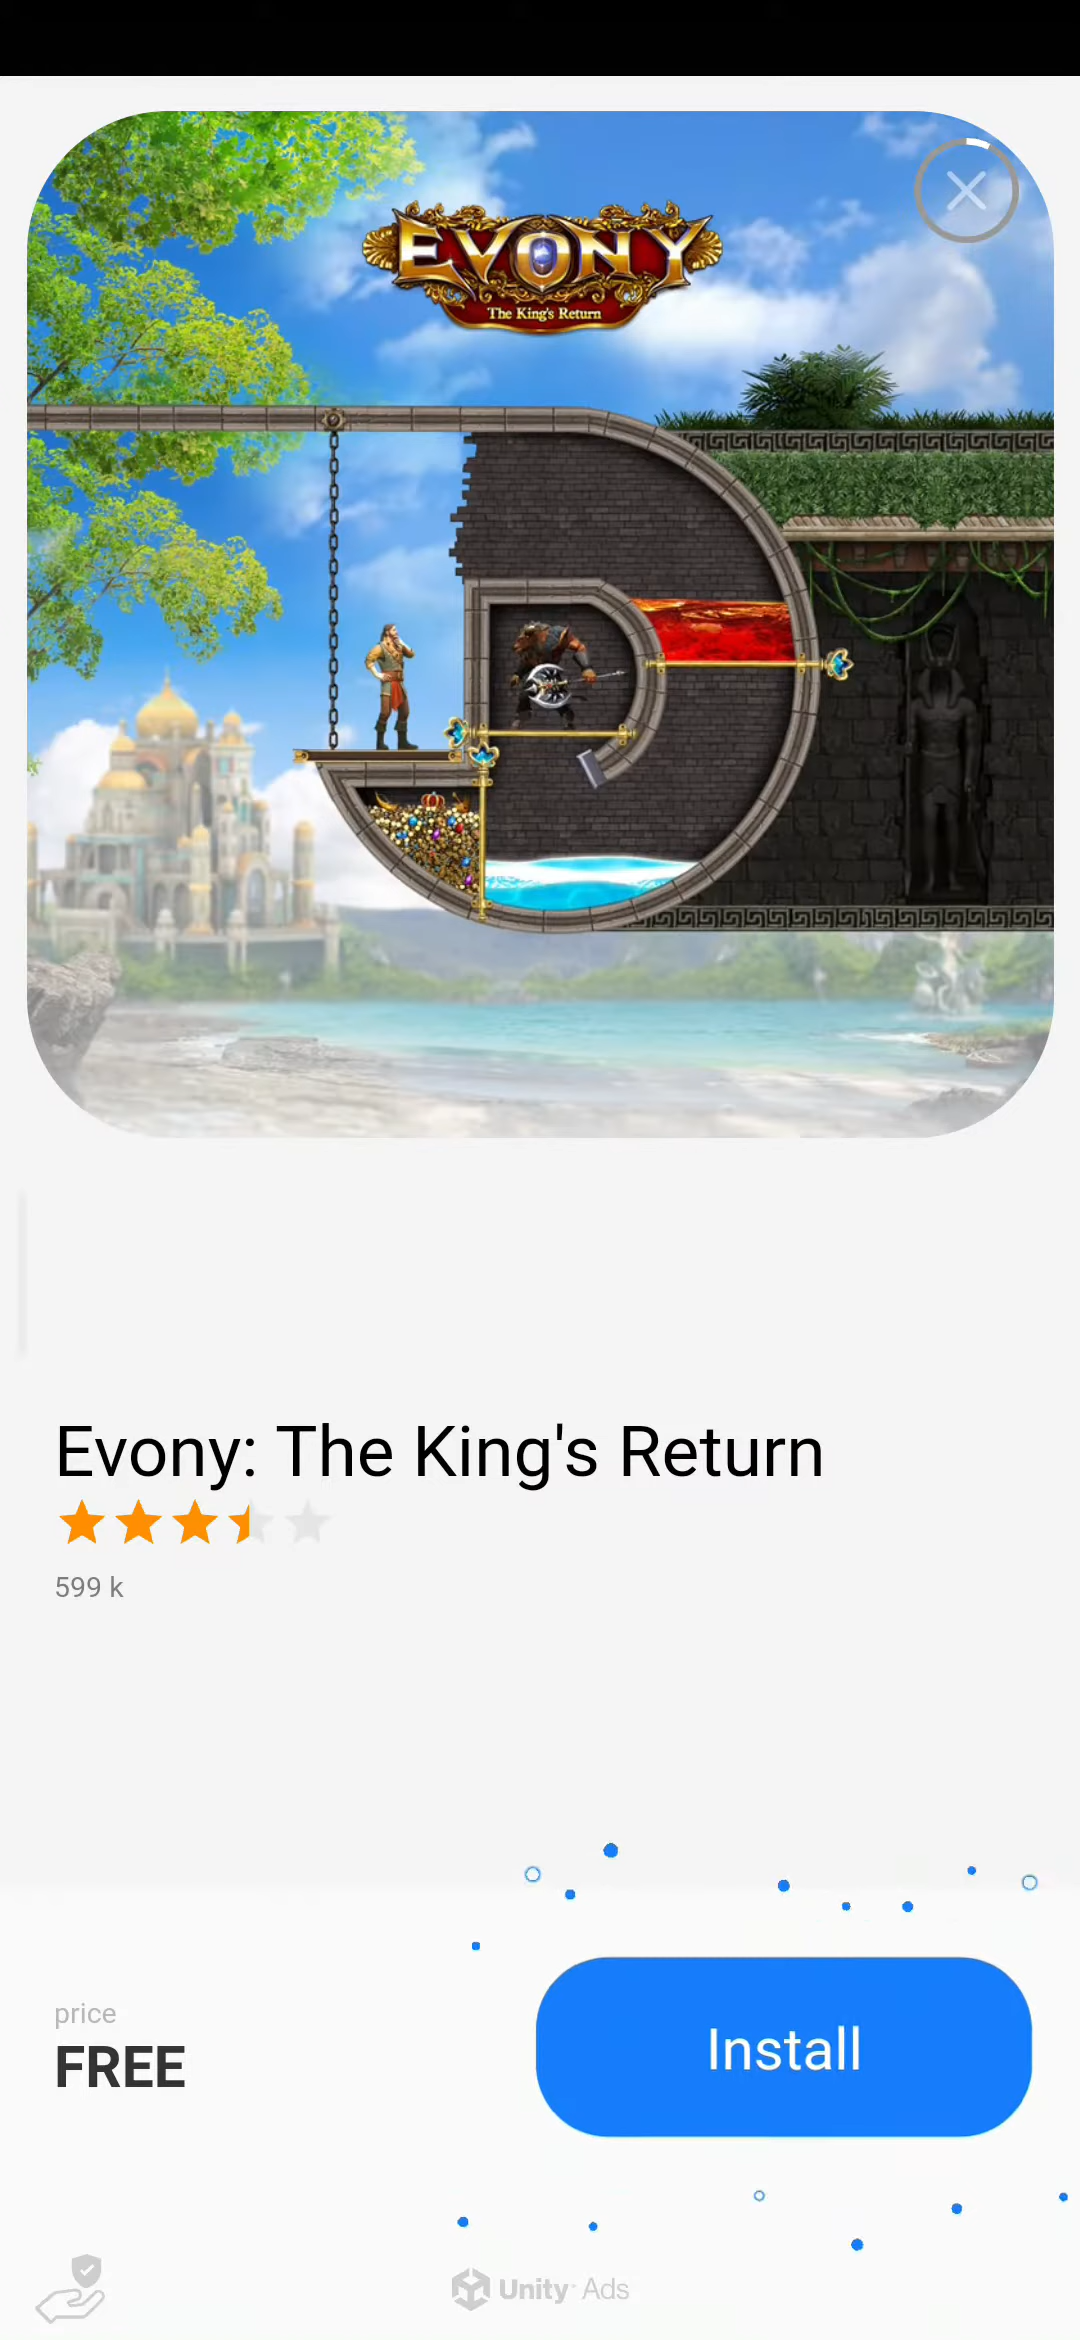 EVONY
The King's Return
Evony: The King's Return
599 k
price
FREE
Install
Unity Ads